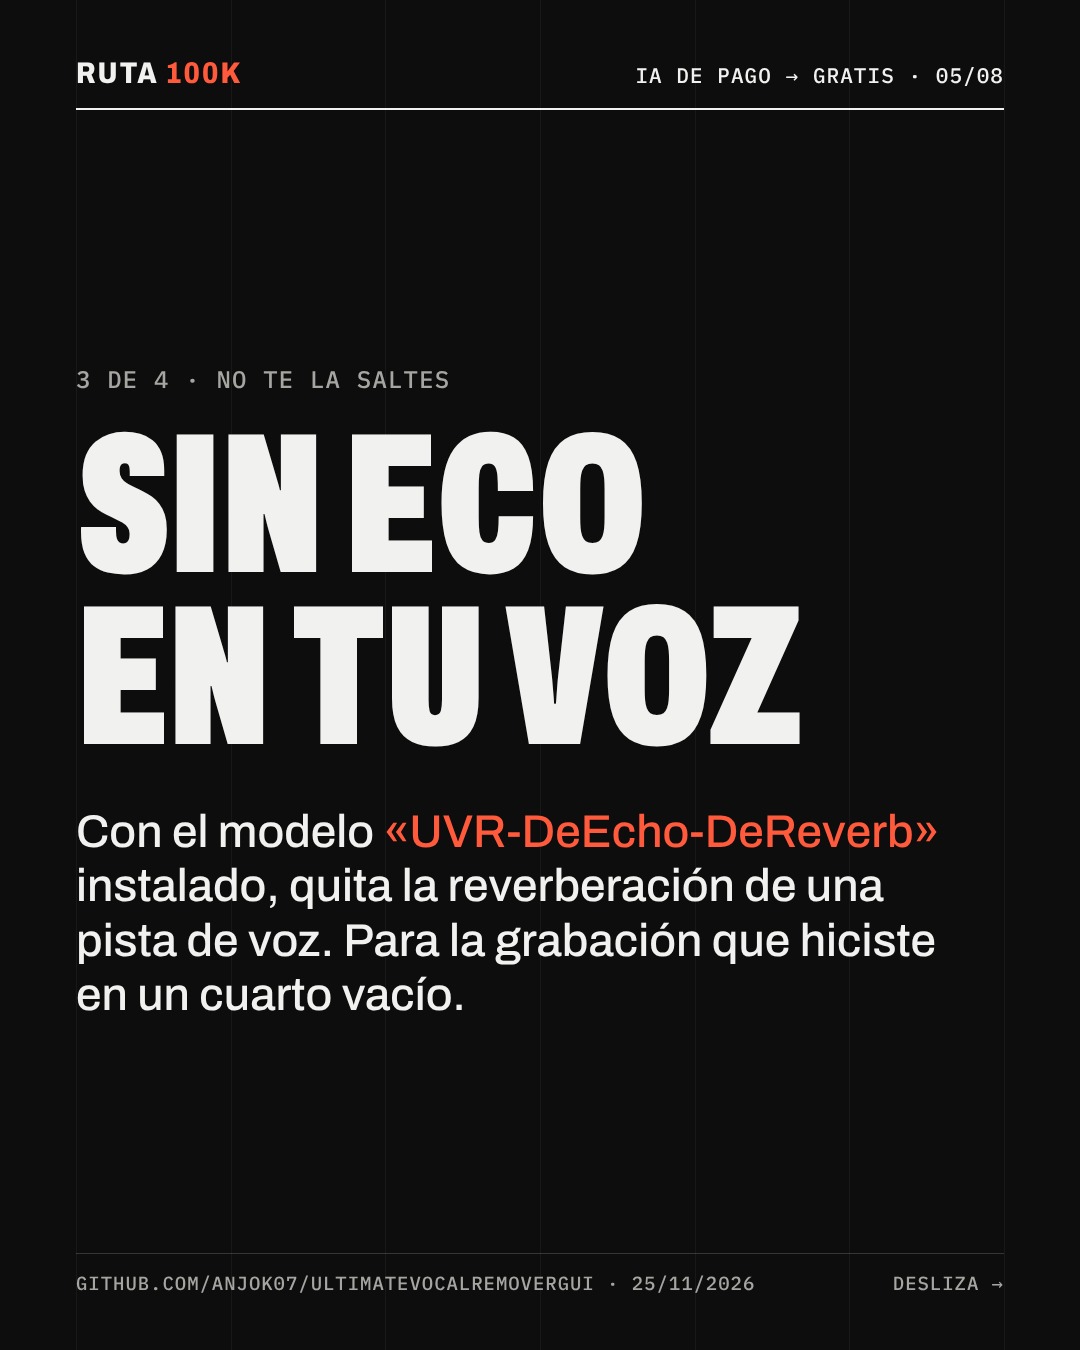 RUTA 100K
IA DE PAGO → GRATIS · 05/08
3 DE 4 · NO TE LA SALTES
SIN ECO
EN TU VOZ
Con el modelo «UVR-DeEcho-DeReverb»
instalado, quita la reverberación de una
pista de voz. Para la grabación que hiciste
en un cuarto vacío.
GITHUB.COM/ANJOK07/ULTIMATEVOCALREMOVERGUI · 25/11/2026
DESLIZA →